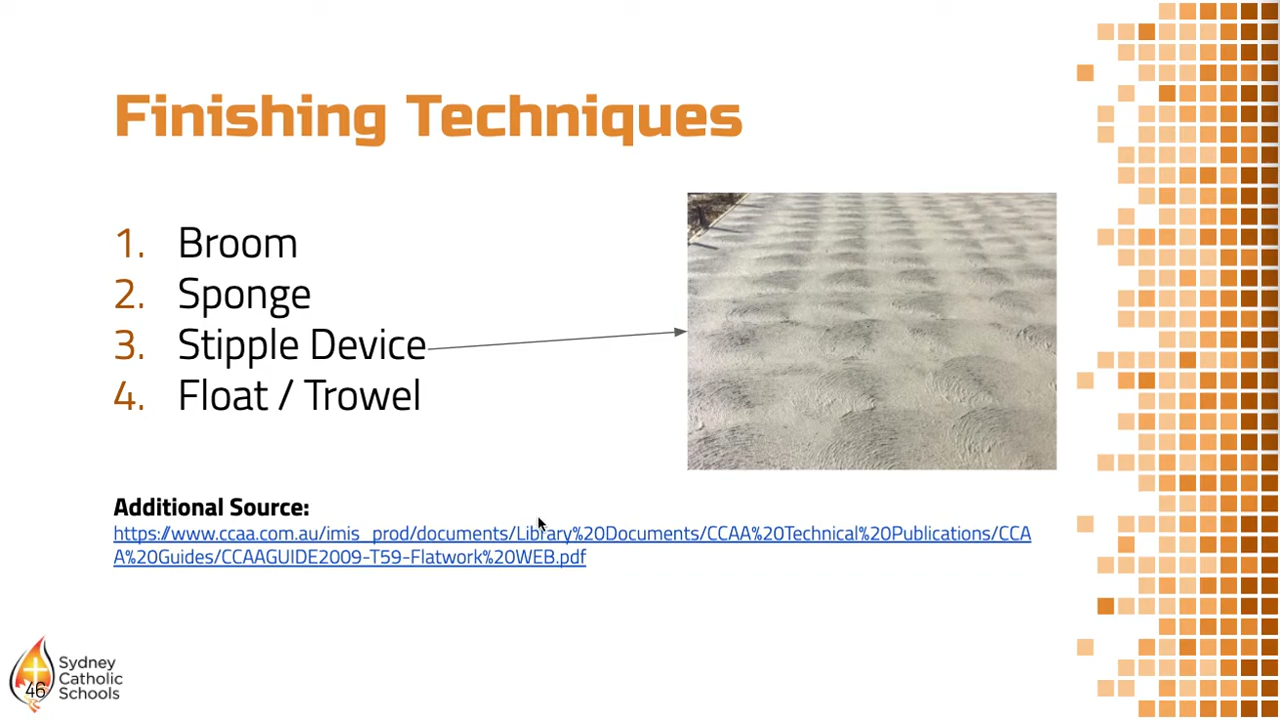 Finishing Techniques
1. Broom
2. Sponge
3. Stipple Device
4. Float / Trowel
Additional Source:
https://www.ccaa.com.au/imis_prod/documents/Library%20Documents/CCAA%20Technical%20Publications/CCA
A%20Guides/CCAAGUIDE2009-T59-Flatwork%20WEB.pdf
Sydney
Catholic
Schools
46